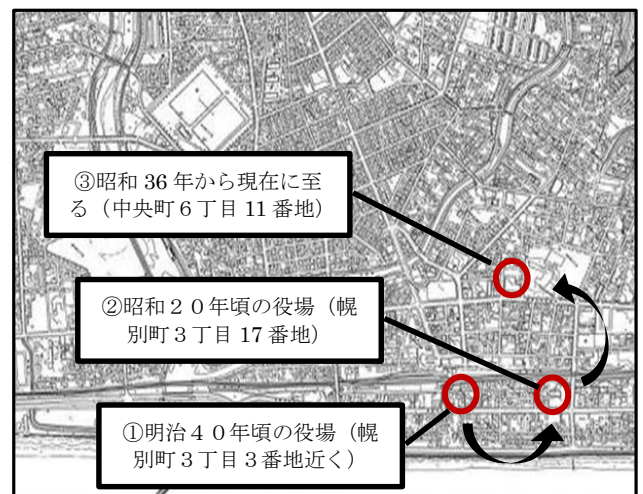 ③昭和 36 年から現在に至
る（中央町６丁目 11 番地）
②昭和２０年頃の役場（幌
別町３丁目 17 番地）
①明治４０年頃の役場（幌
別町３丁目３番地近く）